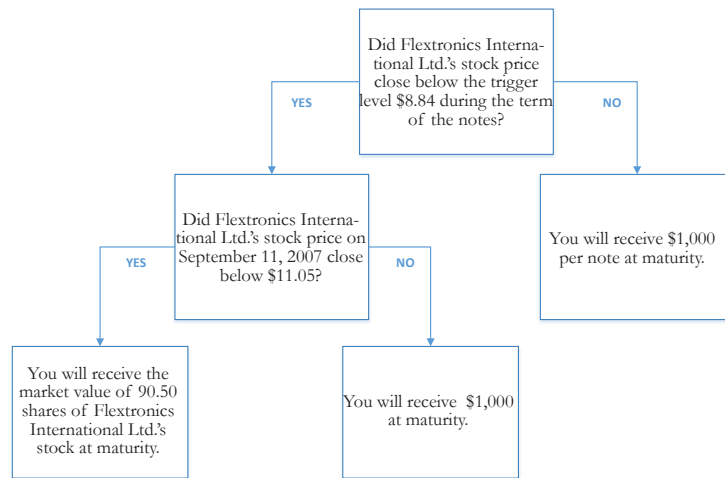 Did Flextronics Interna-
tional Ltd.'s stock price
close below the trigger
level $8.84 during the term
of the notes?
YES
NO
Did Flextronics Interna-
tional Ltd.'s stock price on
September 11, 2007 close
below $11.05?
You will receive $1,000
per note at maturity.
YES
NO
You will receive the
market value of 90.50
shares of Flextronics
International Ltd.'s
stock at maturity.
You will receive $1,000
at maturity.